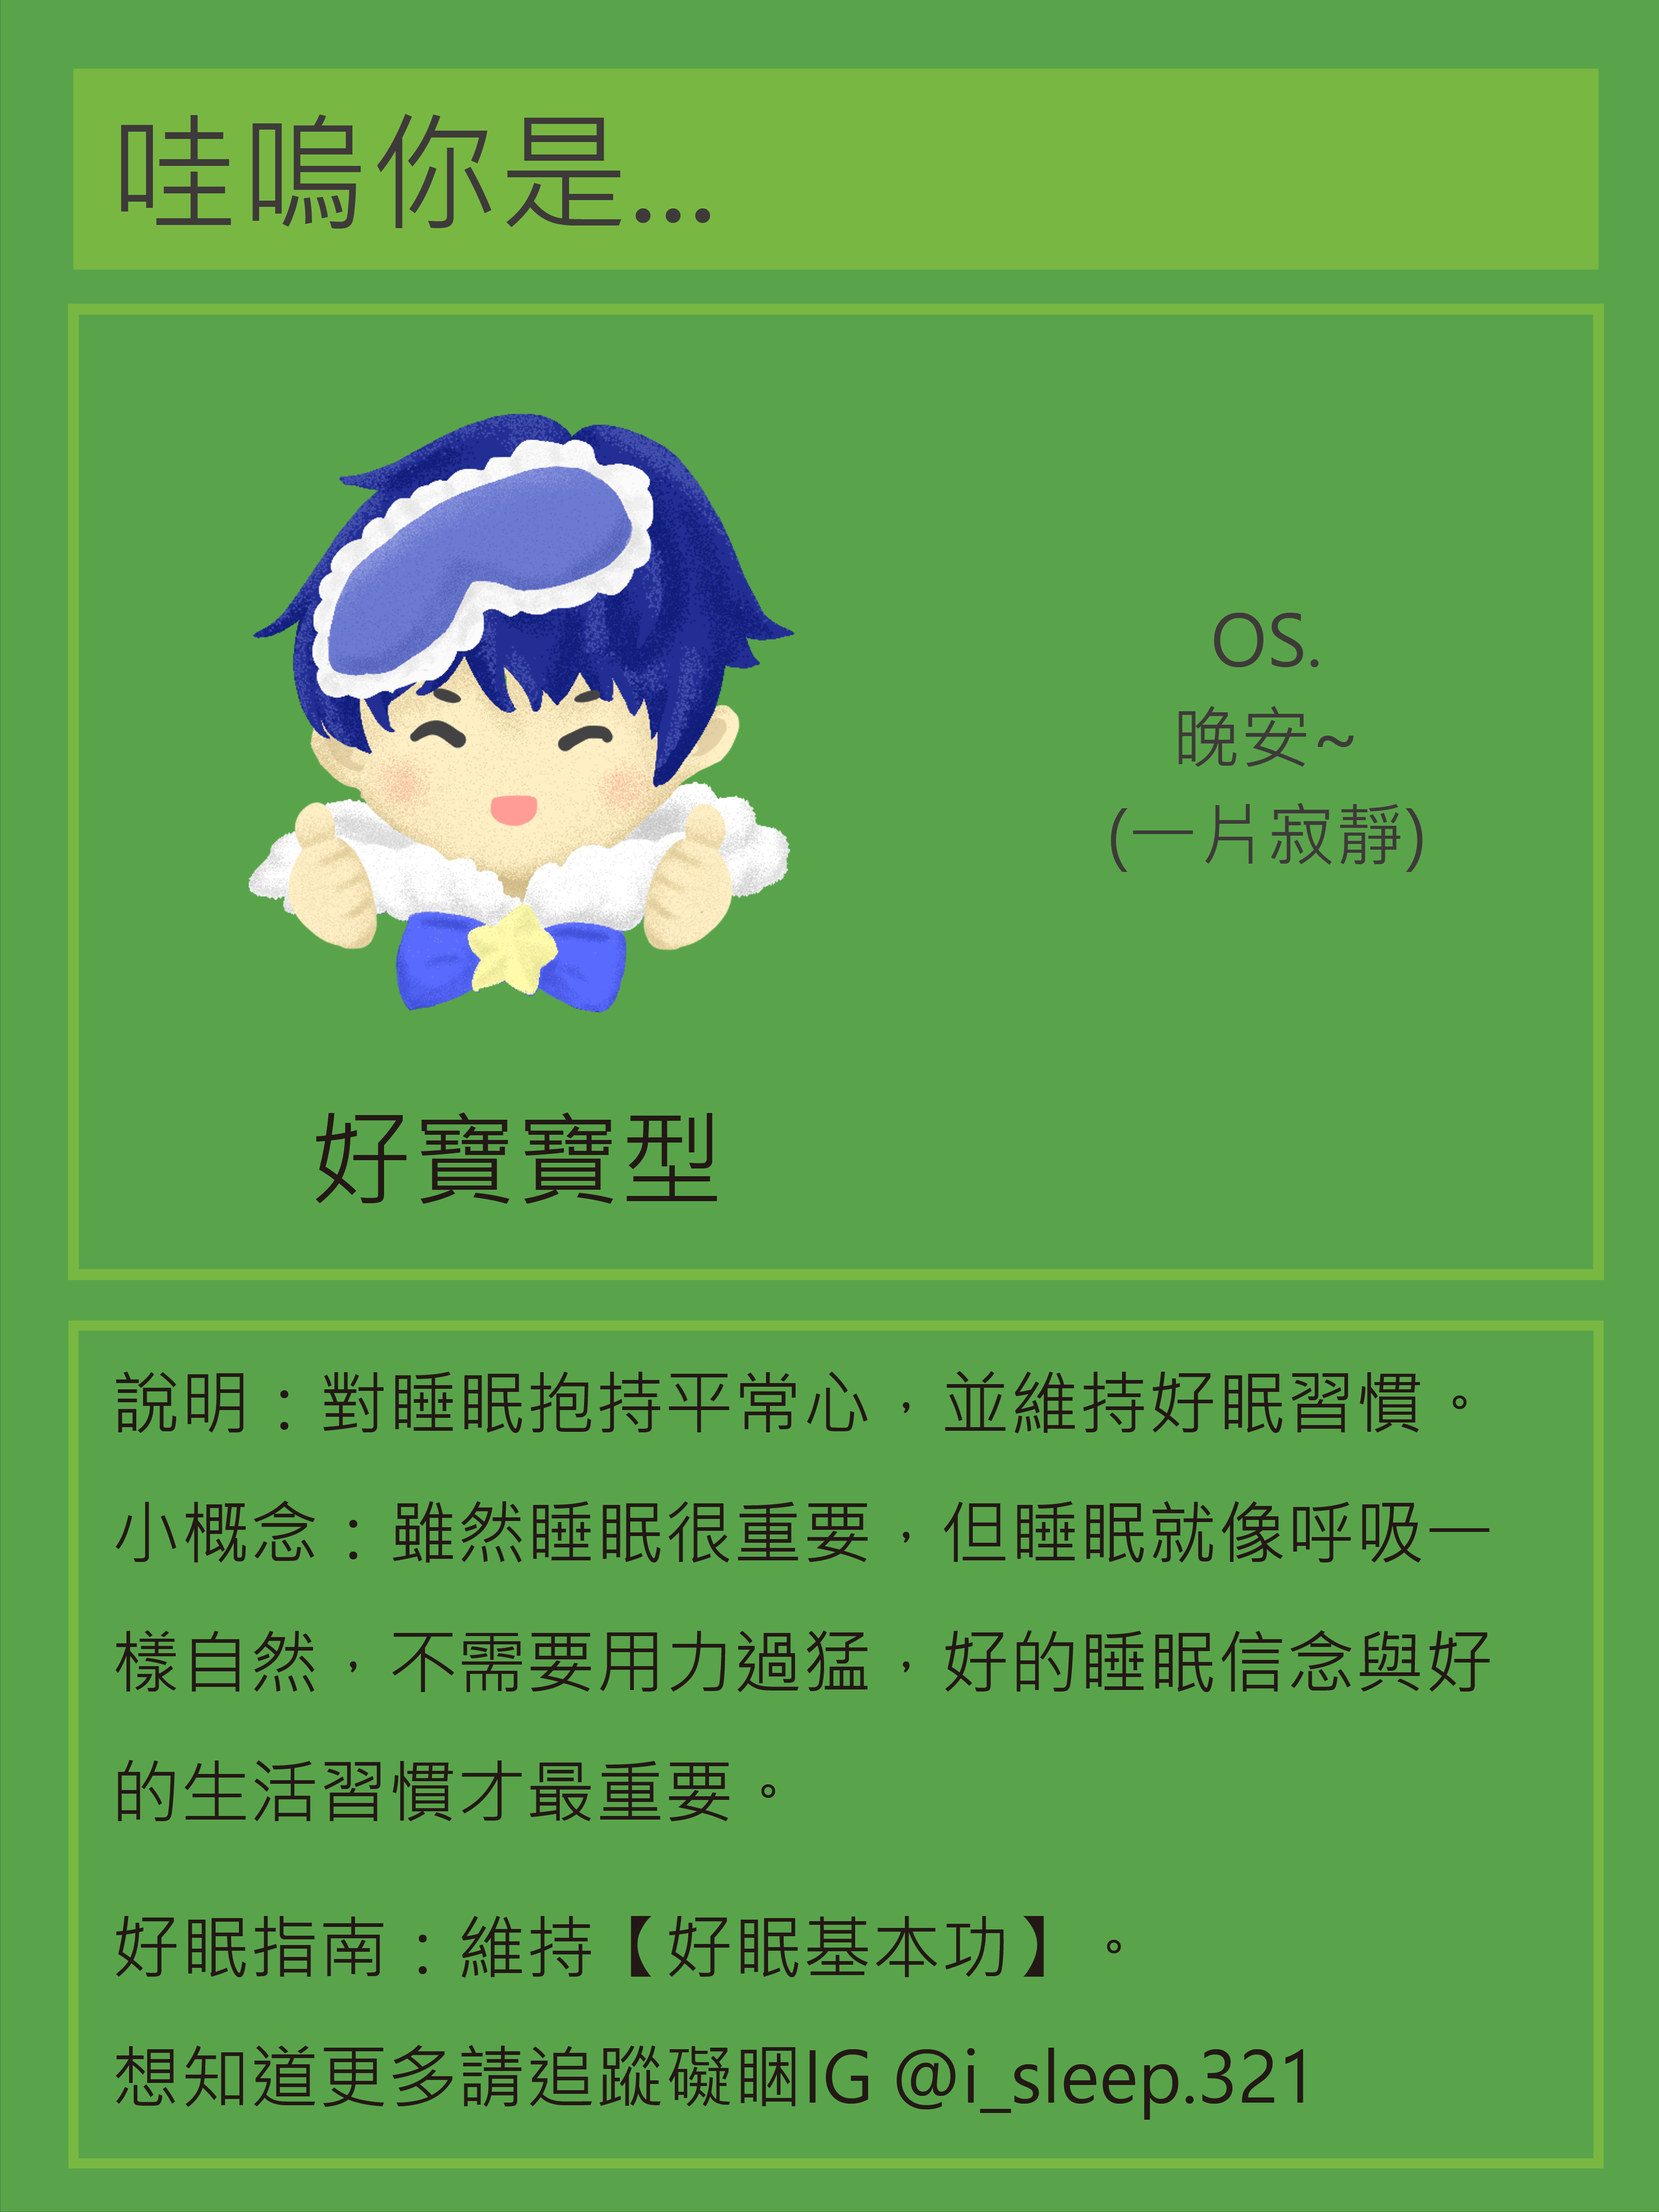 哇嗚你是...
OS.
晚安~
(一片寂靜)
好寶寶型
說明：對睡眠抱持平常心，並維持好眠習慣。
小概念：雖然睡眠很重要，但睡眠就像呼吸一
樣自然，不需要用力過猛，好的睡眠信念與好
的生活習慣才最重要。
好眠指南：維持【好眠基本功】。
想知道更多請追蹤礙睏IG @i_sleep.321